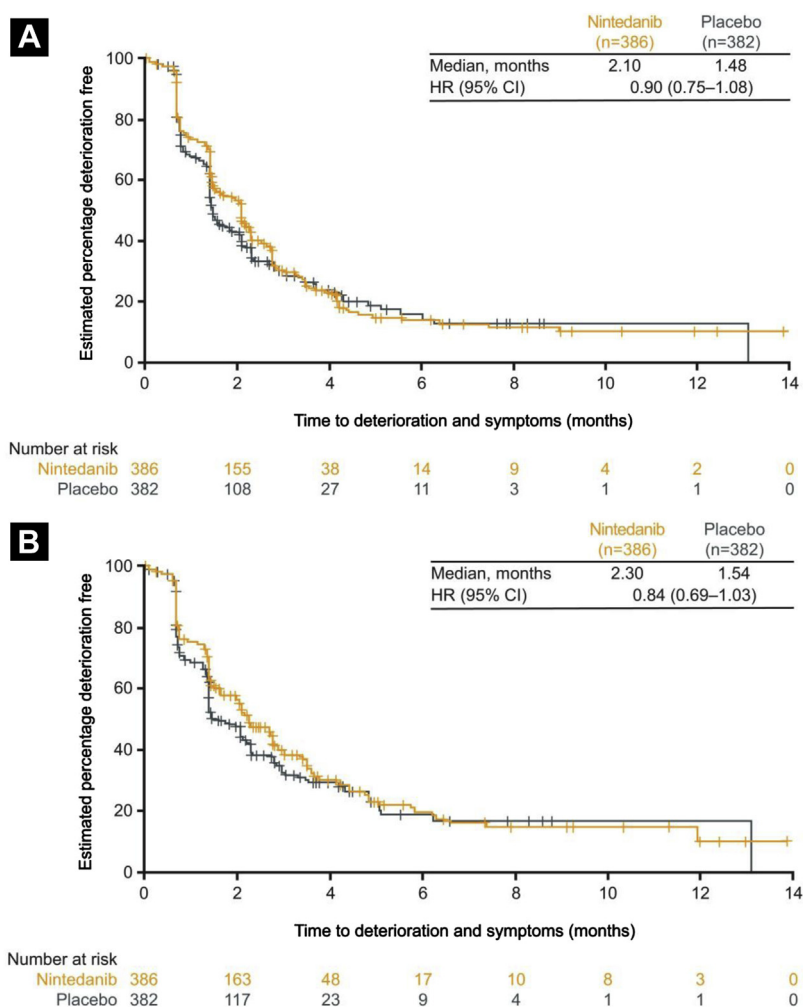 A
Nintedanib Placebo
(n=386) (n=382)
Median, months 2.10 1.48
HR (95% CI) 0.90 (0.75–1.08)
Estimated percentage deterioration free
100
80
60
40
20
0
0 2 4 6 8 10 12 14
Time to deterioration and symptoms (months)
Number at risk
Nintedanib 386 155 38 14 9 4 2 0
Placebo 382 108 27 11 3 1 1 0
B
Nintedanib Placebo
(n=386) (n=382)
Median, months 2.30 1.54
HR (95% CI) 0.84 (0.69–1.03)
Estimated percentage deterioration free
100
80
60
40
20
0
0 2 4 6 8 10 12 14
Time to deterioration and symptoms (months)
Number at risk
Nintedanib 386 163 48 17 10 8 3 0
Placebo 382 117 23 9 4 1 1 0